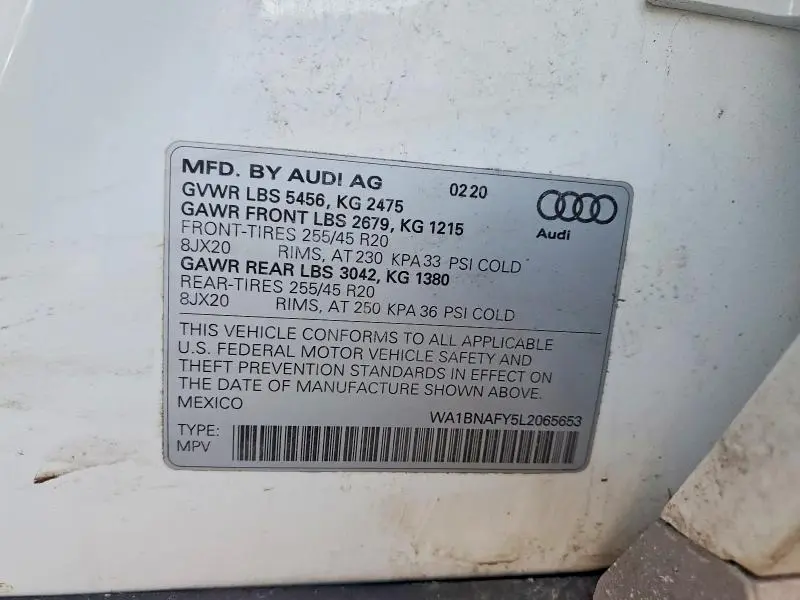 MFD. BY AUDI AG 0220
GVWR LBS 5456, KG 2475
GAWR FRONT LBS 2679, KG 1215
FRONT-TIRES 255/45 R20
8JX20 RIMS, AT 230 KPA 33 PSI COLD
GAWR REAR LBS 3042, KG 1380
REAR-TIRES 255/45 R20
8JX20 RIMS, AT 250 KPA 36 PSI COLD
Audi
THIS VEHICLE CONFORMS TO ALL APPLICABLE
U.S. FEDERAL MOTOR VEHICLE SAFETY AND
THEFT PREVENTION STANDARDS IN EFFECT ON
THE DATE OF MANUFACTURE SHOWN ABOVE.
MEXICO WA1BNAFY5L2065653
TYPE:
MPV